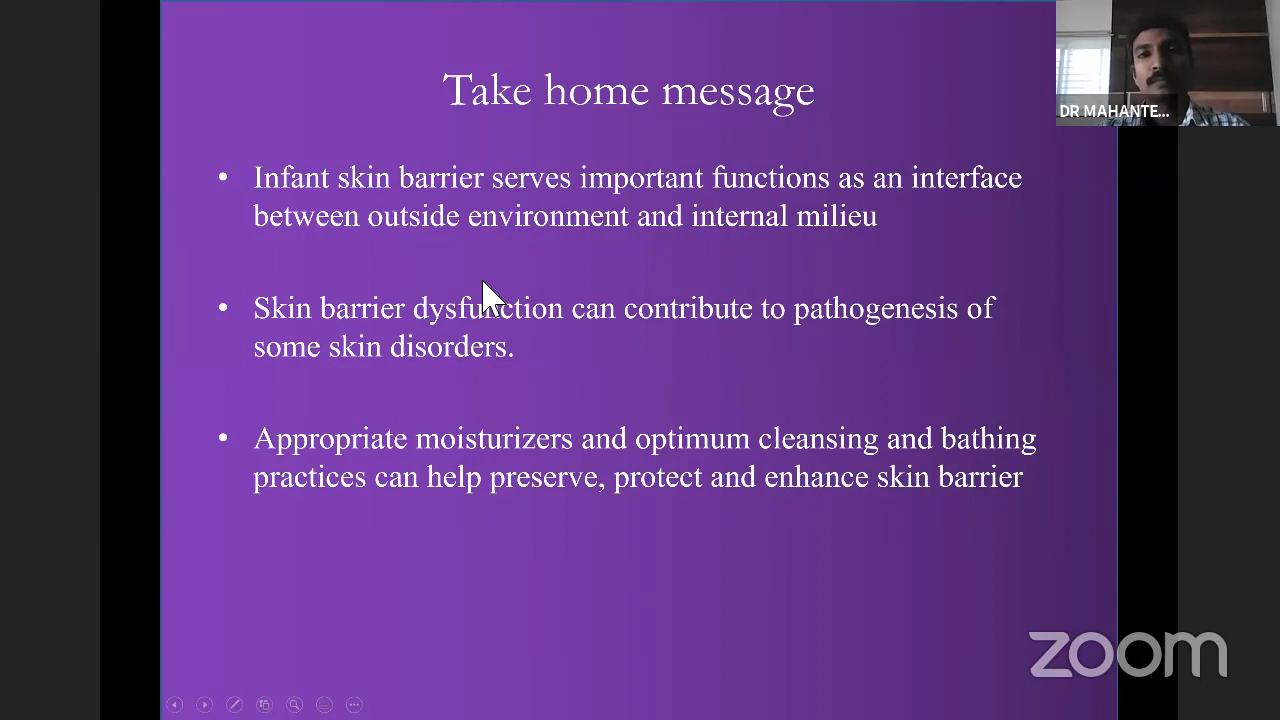 Take home message
DR MAHANTE...
• Infant skin barrier serves important functions as an interface
between outside environment and internal milieu
• Skin barrier dysfunction can contribute to pathogenesis of
some skin disorders.
• Appropriate moisturizers and optimum cleansing and bathing
practices can help preserve, protect and enhance skin barrier
zoom